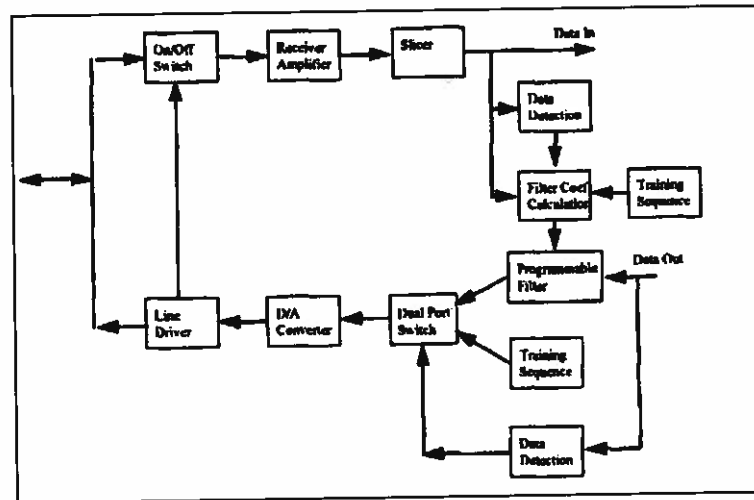 On/Off
Switch
Receiver
Amplifier
Slicer
Data In
Data
Detection
Filter Coef
Calculation
Training
Sequence
Programmable
Filter
Data Out
Line
Driver
D/A
Converter
Dual Port
Switch
Training
Sequence
Data
Detection